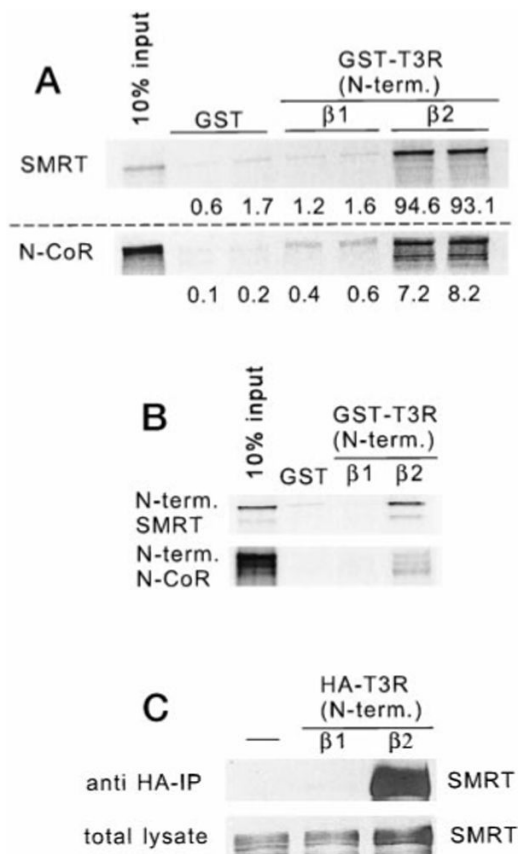 A
10% input
GST-T3R
(N-term.)
GST
β1
β2
SMRT
0.6 1.7 1.2 1.6 94.6 93.1
N-CoR
0.1 0.2 0.4 0.6 7.2 8.2
B
10% input
GST-T3R
(N-term.)
GST β1 β2
N-term.
SMRT
N-term.
N-CoR
C
HA-T3R
(N-term.)
— β1 β2
anti HA-IP SMRT
total lysate SMRT